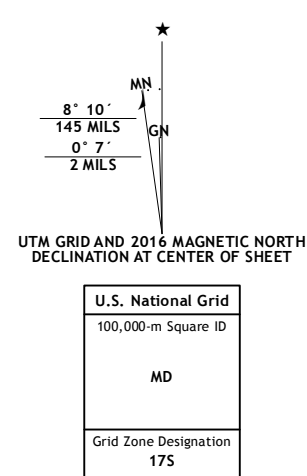 ★
MN
8° 10´
145 MILS
GN
0° 7´
2 MILS
UTM GRID AND 2016 MAGNETIC NORTH
DECLINATION AT CENTER OF SHEET
U.S. National Grid
100,000-m Square ID
MD
Grid Zone Designation
17S